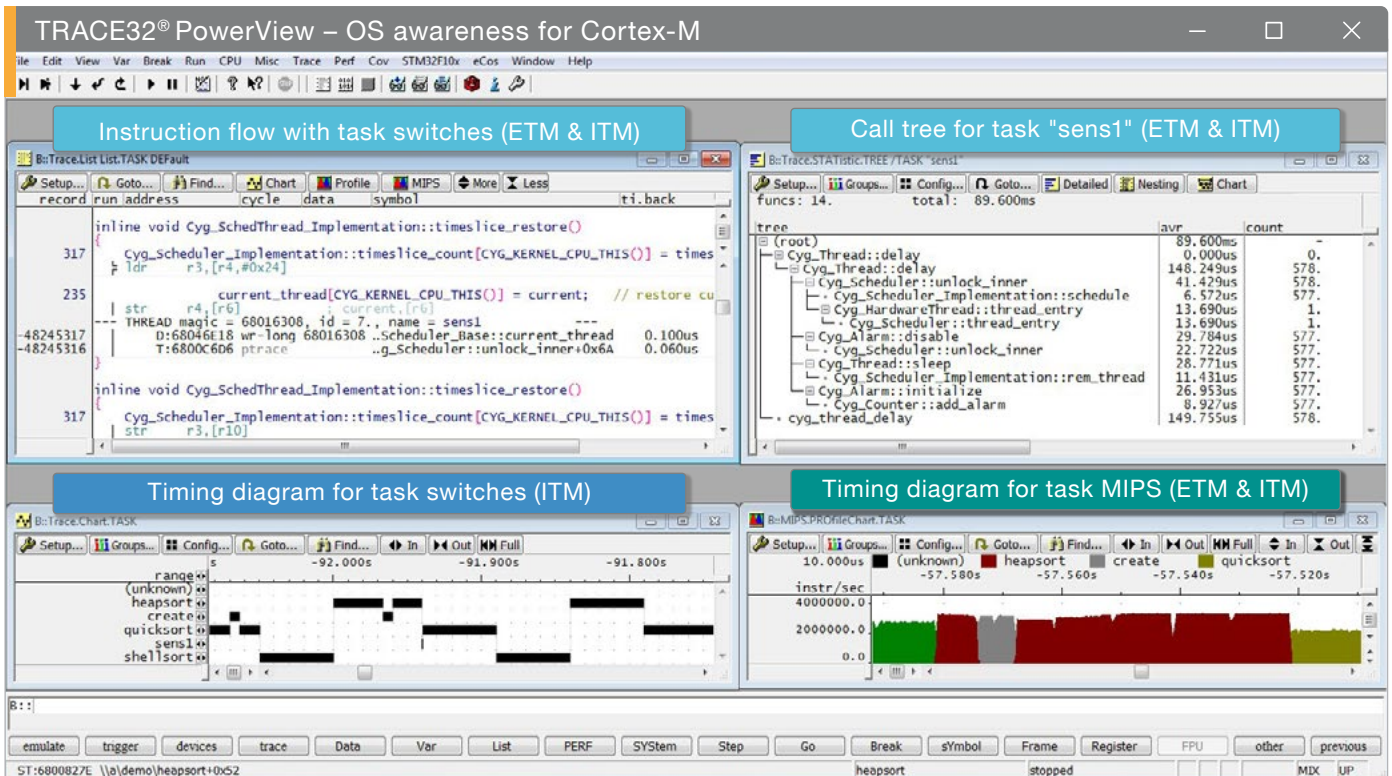 TRACE32® PowerView – OS awareness for Cortex-M
ile Edit View Var Break Run CPU Misc Trace Perf Cov STM32F10x eCos Window Help
Instruction flow with task switches (ETM & ITM)
B::Trace.List List.TASK DEFault
Setup... Goto... Find... Chart Profile MIPS More Less
record run address cycle data symbol ti.back
inline void Cyg_SchedThread_Implementation::timeslice_restore()
{
317 Cyg_Scheduler_Implementation::timeslice_count[CYG_KERNEL_CPU_THIS()] = times
ldr r3,[r4,#0x24]
235 current_thread[CYG_KERNEL_CPU_THIS()] = current; // restore cu
str r4,[r6] ; current,[r6]
--- THREAD magic = 68016308, id = 7., name = sens1 ---
-48245317 D:68046E18 wr-long 68016308 ..Scheduler_Base::current_thread 0.100us
-48245316 T:6800C6D6 ptrace ..g_Scheduler::unlock_inner+0x6A 0.060us
}
inline void Cyg_SchedThread_Implementation::timeslice_restore()
{
317 Cyg_Scheduler_Implementation::timeslice_count[CYG_KERNEL_CPU_THIS()] = times
str r3,[r10]
Call tree for task "sens1" (ETM & ITM)
B::Trace.STATistic.TREE /TASK "sens1"
Setup... Groups... Config... Goto... Detailed Nesting Chart
funcs: 14. total: 89.600ms
tree avr count
(root) 89.600ms -
Cyg_Thread::delay 0.000us 0.
Cyg_Thread::delay 148.249us 578.
Cyg_Scheduler::unlock_inner 41.429us 578.
Cyg_Scheduler_Implementation::schedule 6.572us 577.
Cyg_HardwareThread::thread_entry 13.690us 1.
Cyg_Scheduler::thread_entry 13.690us 1.
Cyg_Alarm::disable 29.784us 577.
Cyg_Scheduler::unlock_inner 22.722us 577.
Cyg_Thread::sleep 28.771us 577.
Cyg_Scheduler_Implementation::rem_thread 11.431us 577.
Cyg_Alarm::initialize 26.953us 577.
Cyg_Counter::add_alarm 8.927us 577.
cyg_thread_delay 149.755us 578.
Timing diagram for task switches (ITM)
B::Trace.Chart.TASK
Setup... Groups... Config... Goto... Find... In Out Full
s -92.000s -91.900s -91.800s
range
(unknown)
heapsort
create
quicksort
sens1
shellsort
Timing diagram for task MIPS (ETM & ITM)
B::MIPS.PROfileChart.TASK
Setup... Groups... Config... Goto... Find... In Out Full In Out
10.000us (unknown) heapsort create quicksort
-57.580s -57.560s -57.540s -57.520s
instr/sec
4000000.0
2000000.0
0.0
B::
emulate trigger devices trace Data Var List PERF SYStem Step Go Break sYmbol Frame Register FPU other previous
ST:6800827E \\a\demo\heapsort+0x52 heapsort stopped MIX UP